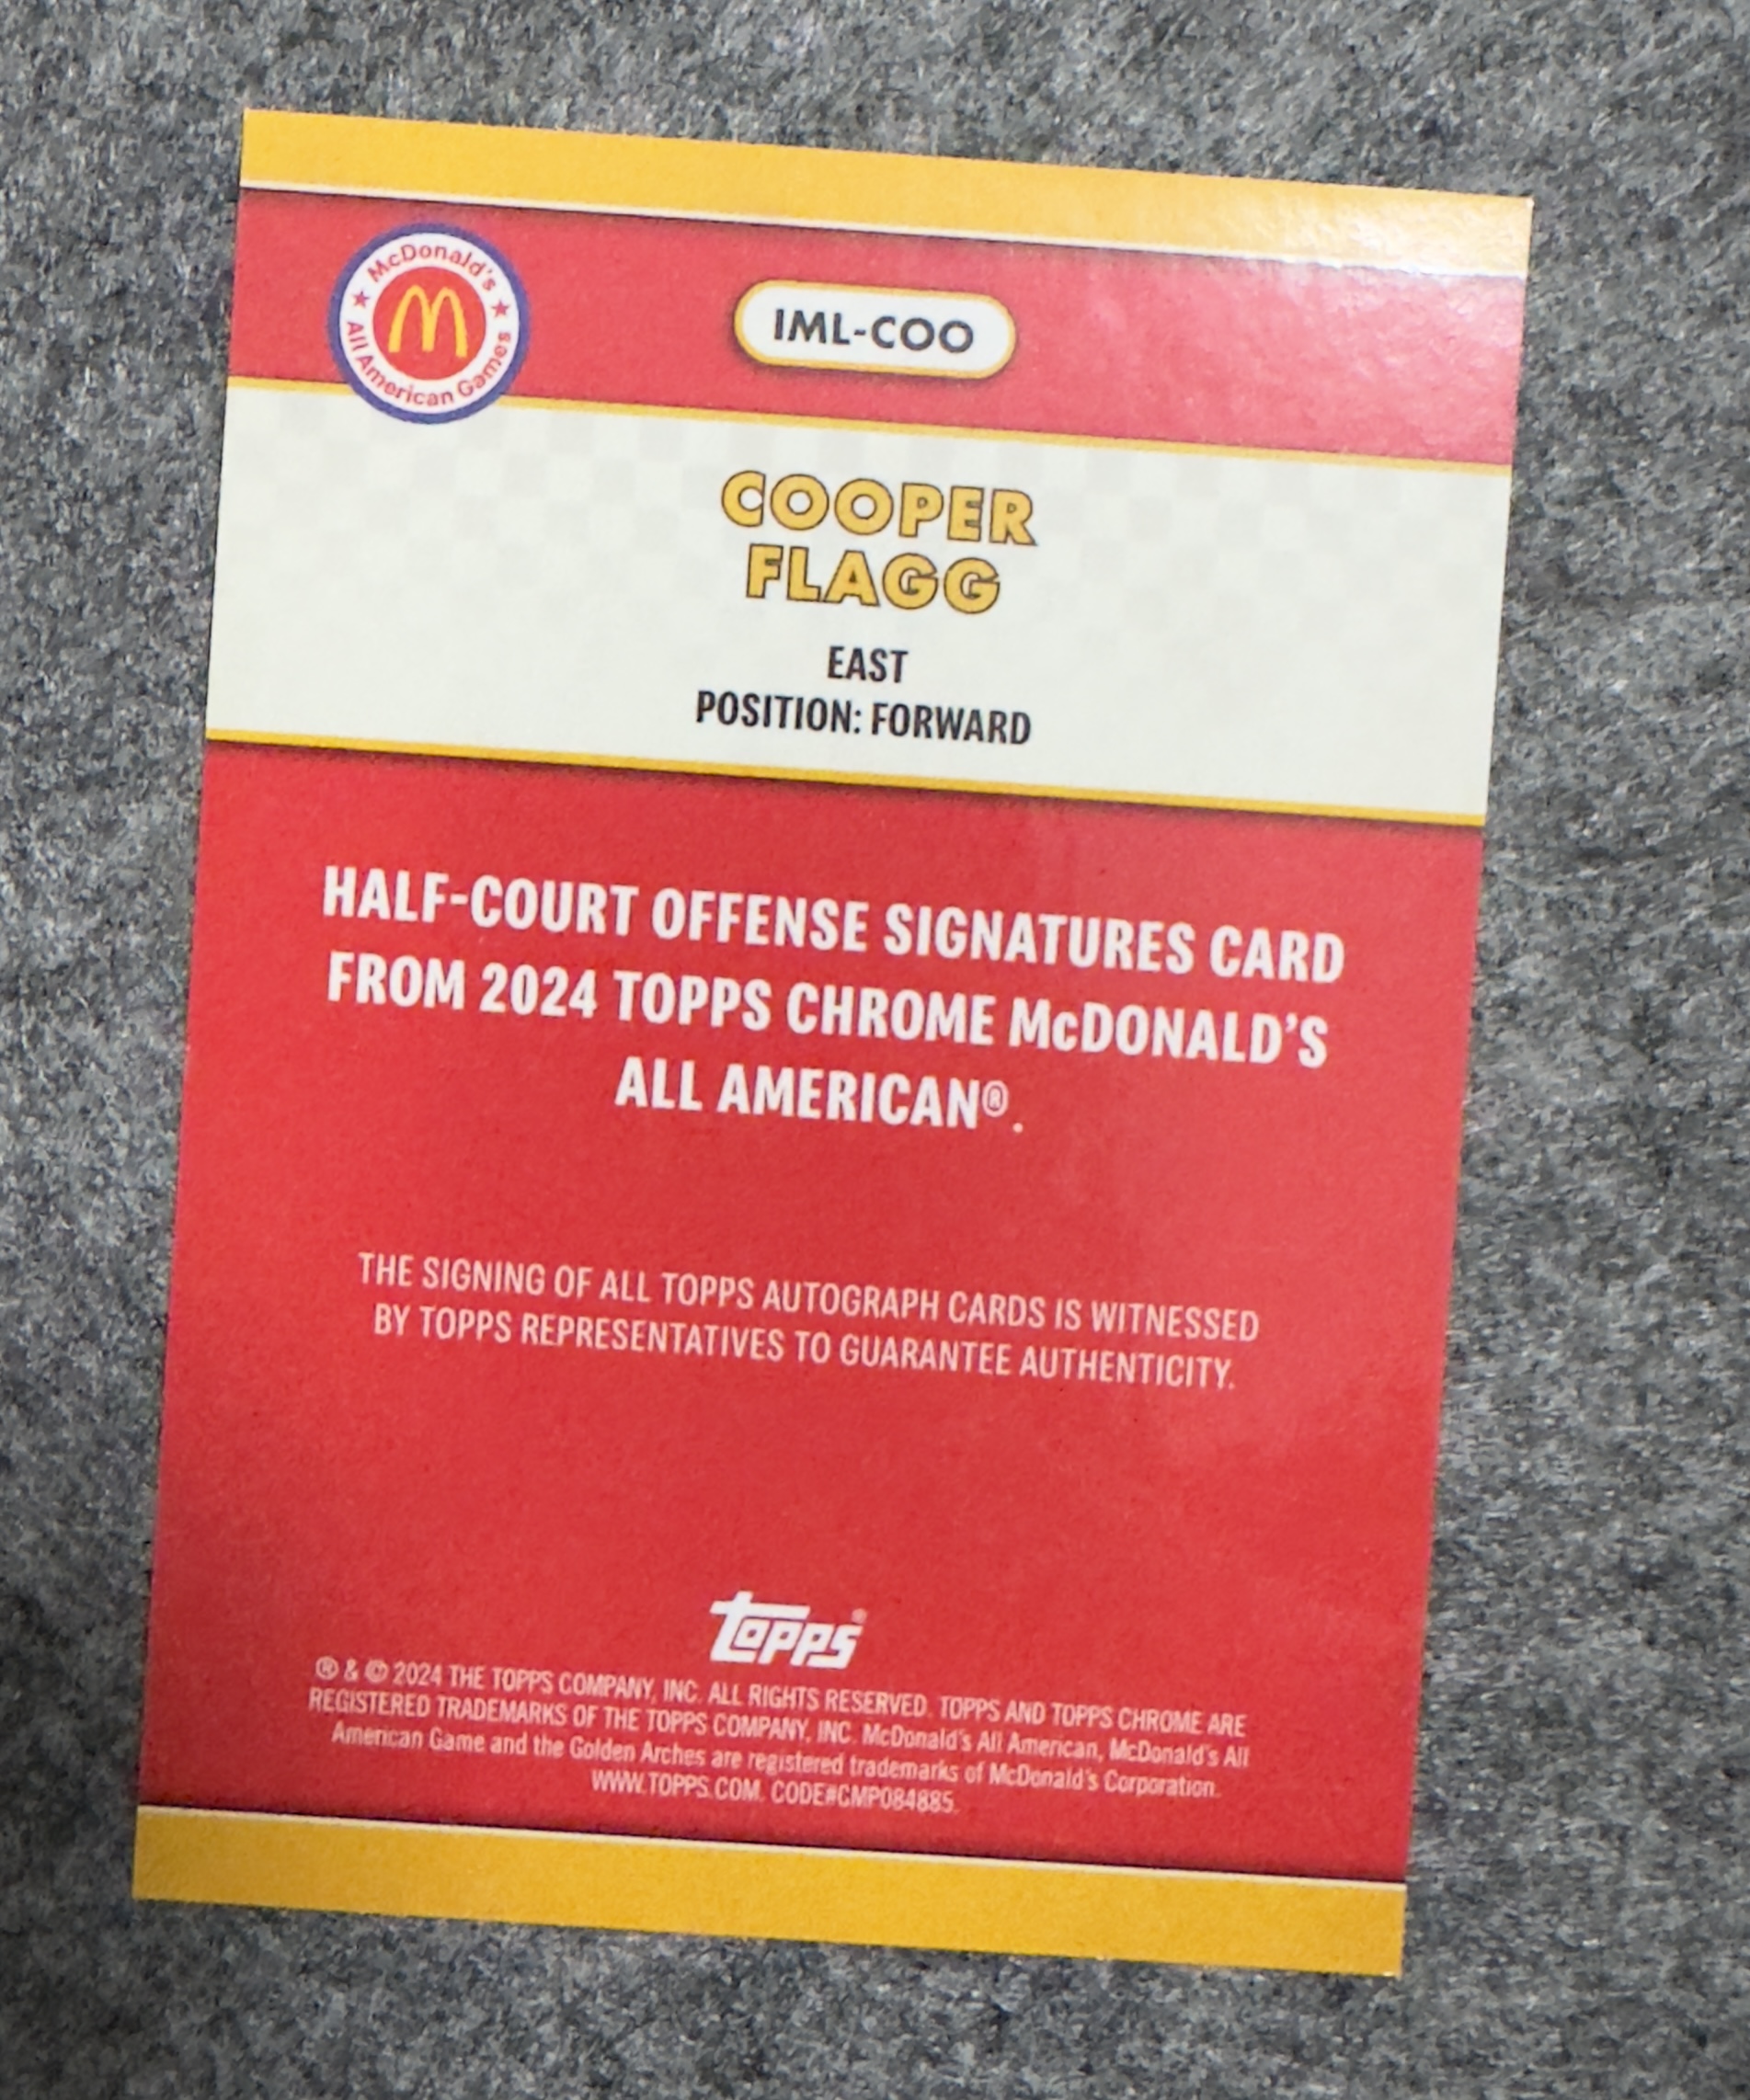 McDonald's
All American Games
IML-COO
COOPER
FLAGG
EAST
POSITION: FORWARD
HALF-COURT OFFENSE SIGNATURES CARD
FROM 2024 TOPPS CHROME McDONALD'S
ALL AMERICAN®.
THE SIGNING OF ALL TOPPS AUTOGRAPH CARDS IS WITNESSED
BY TOPPS REPRESENTATIVES TO GUARANTEE AUTHENTICITY.
topps®
® & © 2024 THE TOPPS COMPANY, INC. ALL RIGHTS RESERVED. TOPPS AND TOPPS CHROME ARE
REGISTERED TRADEMARKS OF THE TOPPS COMPANY, INC. McDonald's All American, McDonald's All
American Game and the Golden Arches are registered trademarks of McDonald's Corporation.
WWW.TOPPS.COM. CODE#CMP084885.